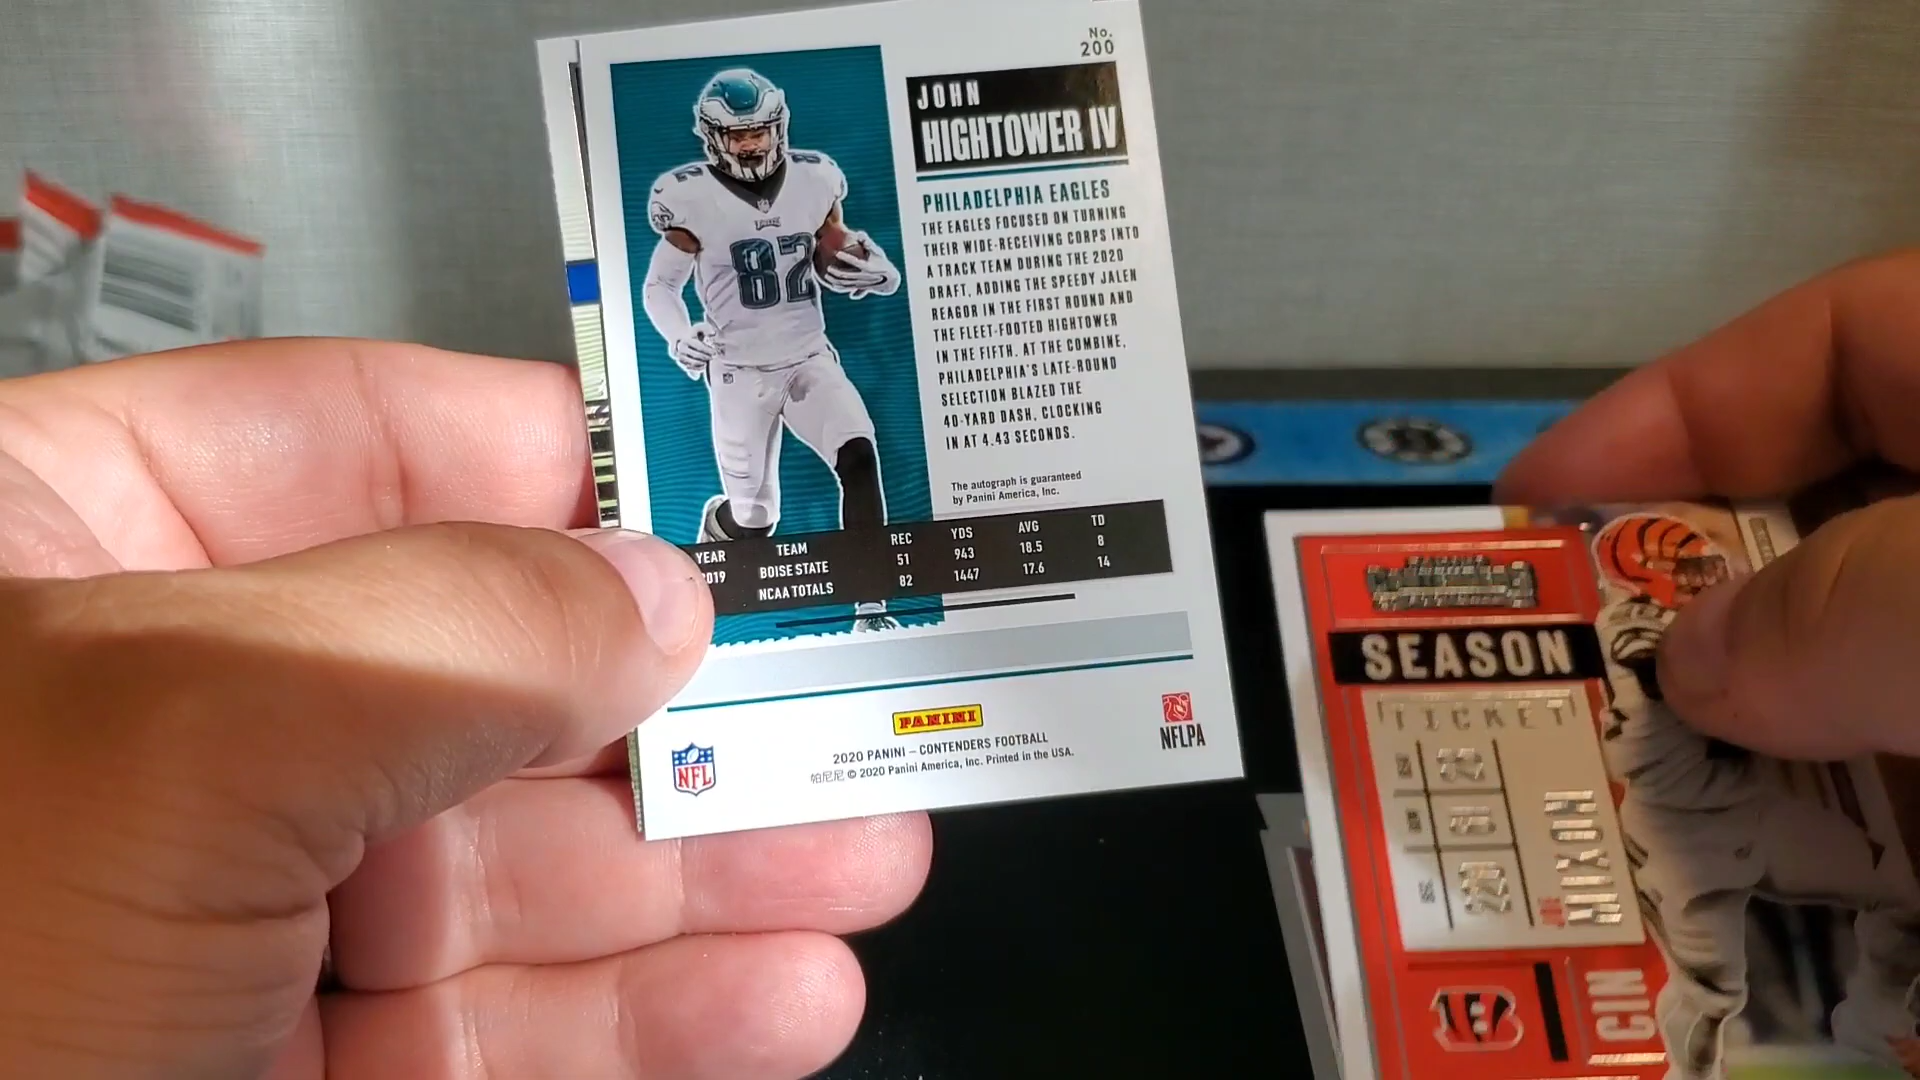 No.
200
JOHN
HIGHTOWER IV
PHILADELPHIA EAGLES
THE EAGLES FOCUSED ON TURNING
THEIR WIDE-RECEIVING CORPS INTO
A TRACK TEAM DURING THE 2020
DRAFT, ADDING THE SPEEDY JALEN
REAGOR IN THE FIRST ROUND AND
THE FLEET-FOOTED HIGHTOWER
IN THE FIFTH. AT THE COMBINE,
PHILADELPHIA'S LATE-ROUND
SELECTION BLAZED THE
40-YARD DASH, CLOCKING
IN AT 4.43 SECONDS.
The autograph is guaranteed
by Panini America, Inc.
YEAR TEAM REC YDS AVG TD
2019 BOISE STATE 51 943 18.5 8
NCAA TOTALS 82 1447 17.6 14
PANINI
2020 PANINI – CONTENDERS FOOTBALL
帕尼尼 © 2020 Panini America, Inc. Printed in the USA.
NFL
NFLPA
82
82
SEASON
TICKET
JOE
MIXON
CIN